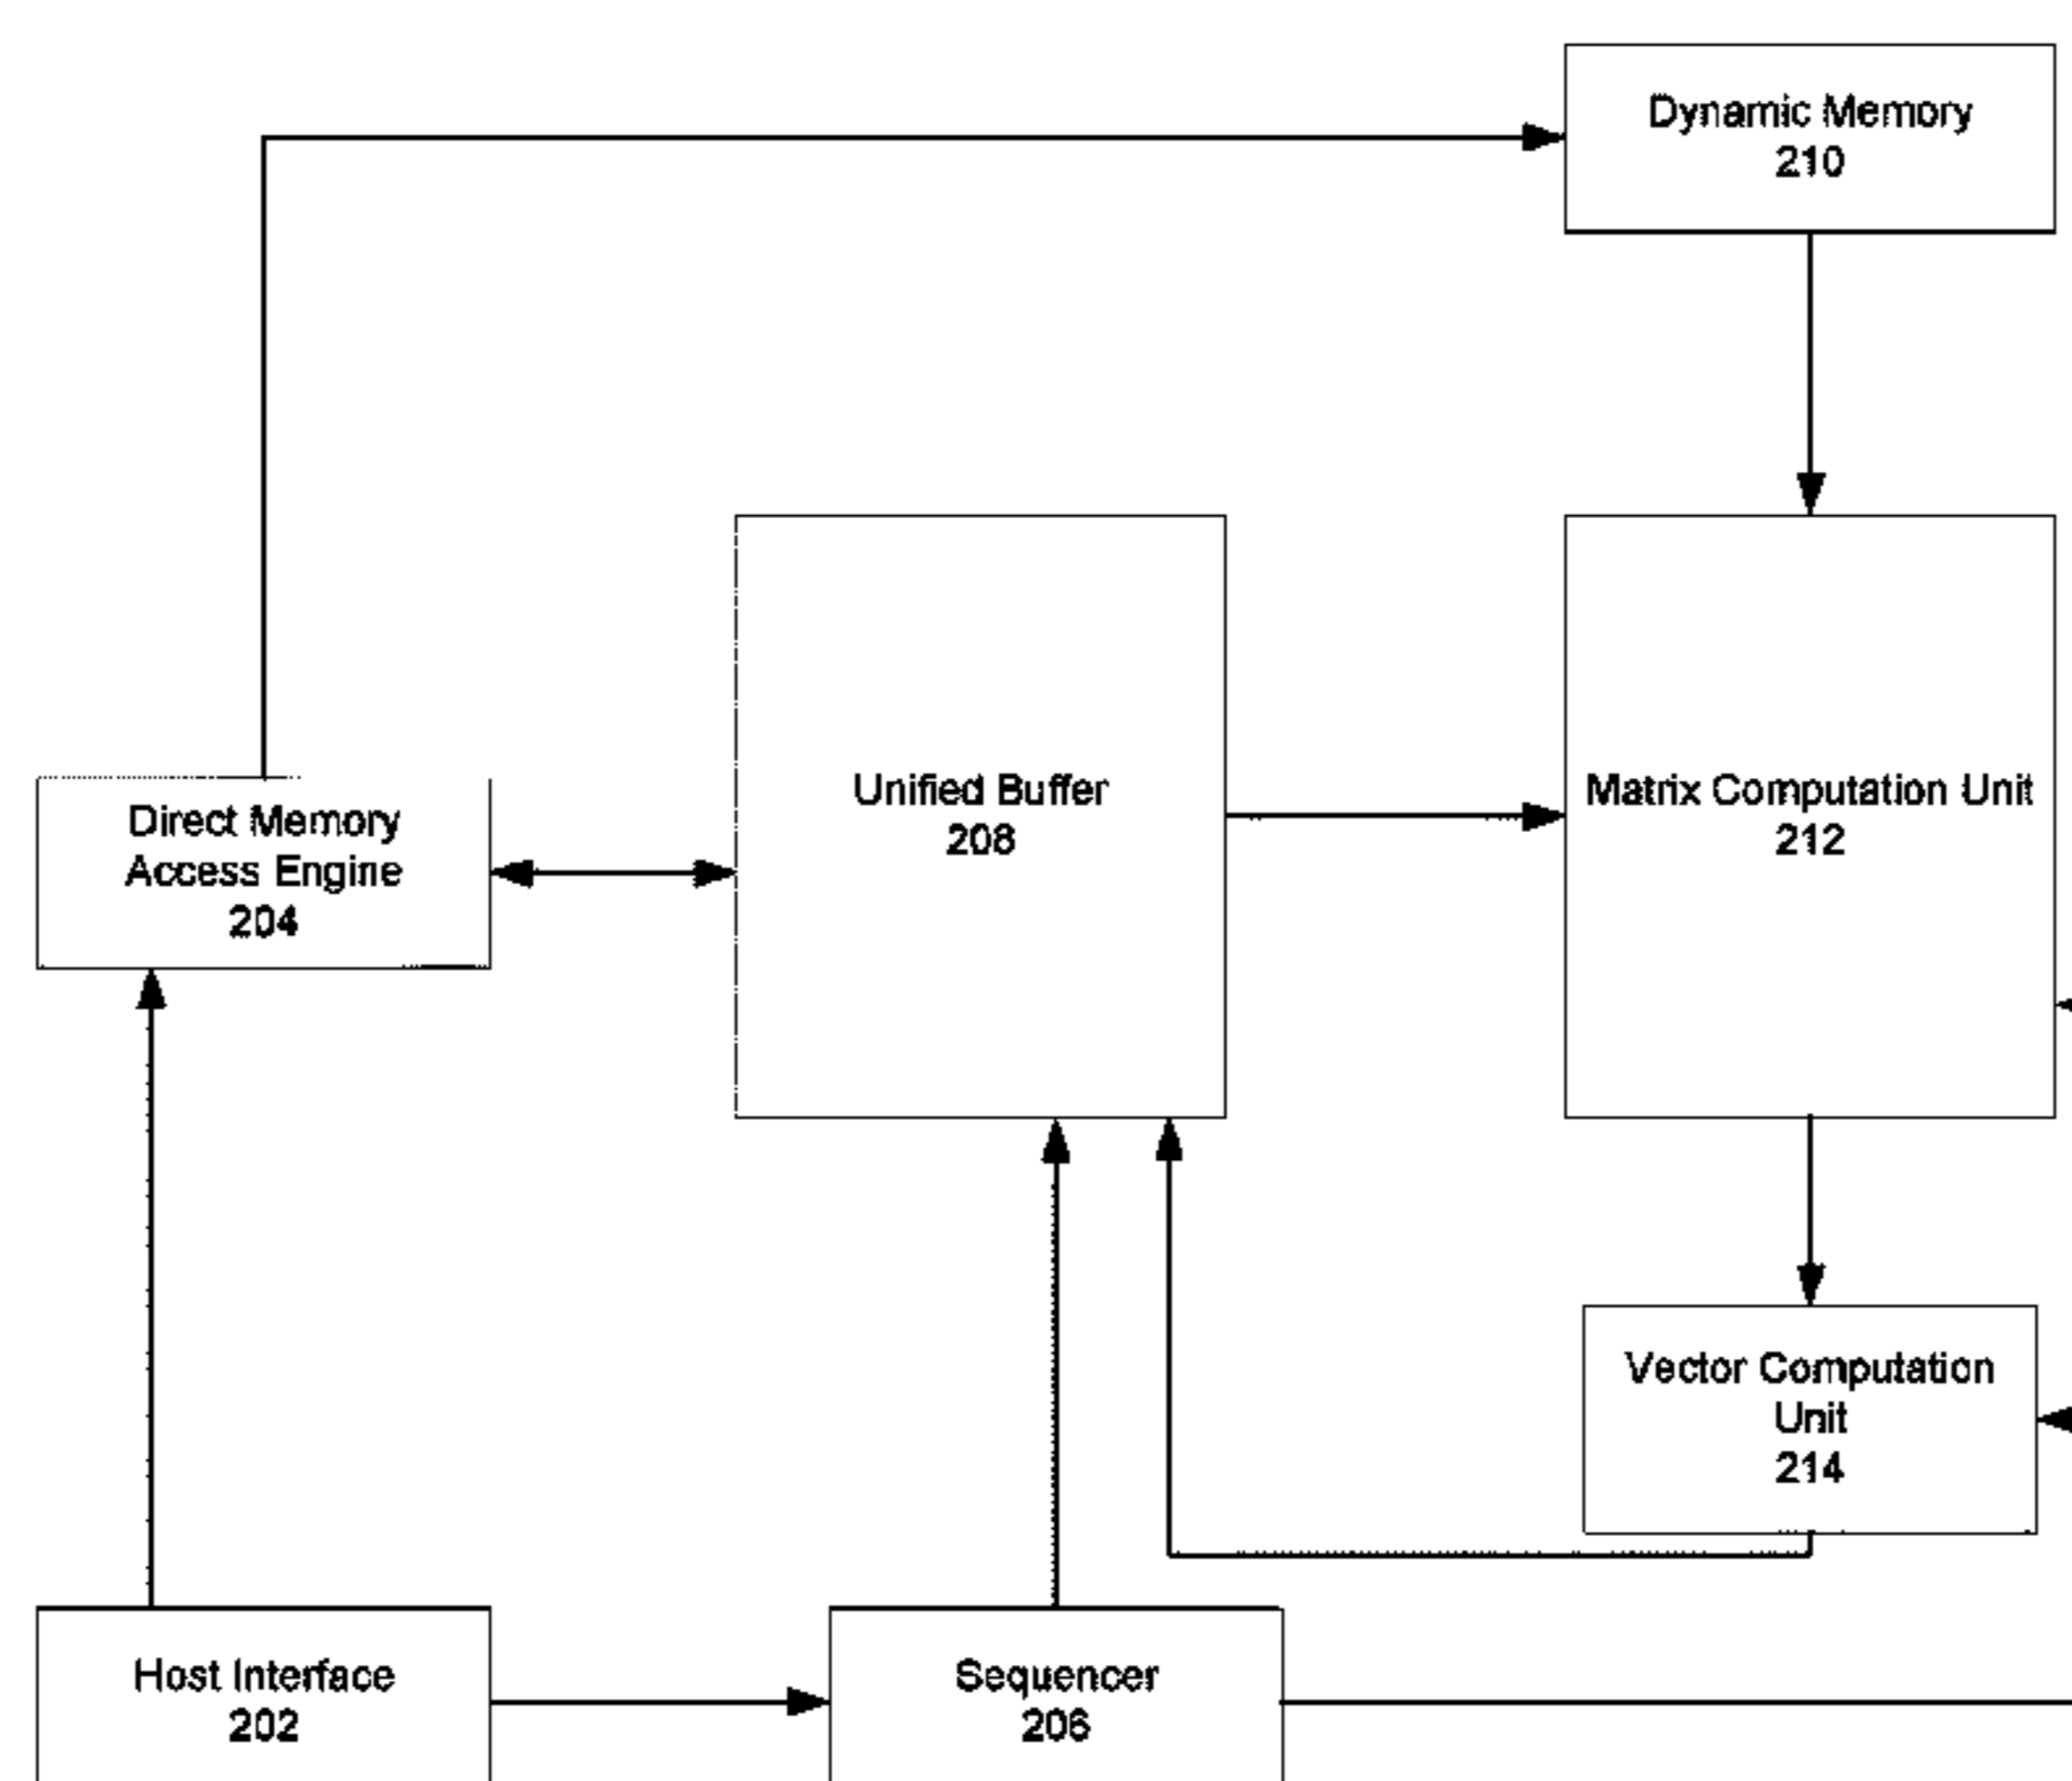 Dynamic Memory
210
Unified Buffer
208
Matrix Computation Unit
212
Direct Memory
Access Engine
204
Vector Computation
Unit
214
Host Interface
202
Sequencer
206